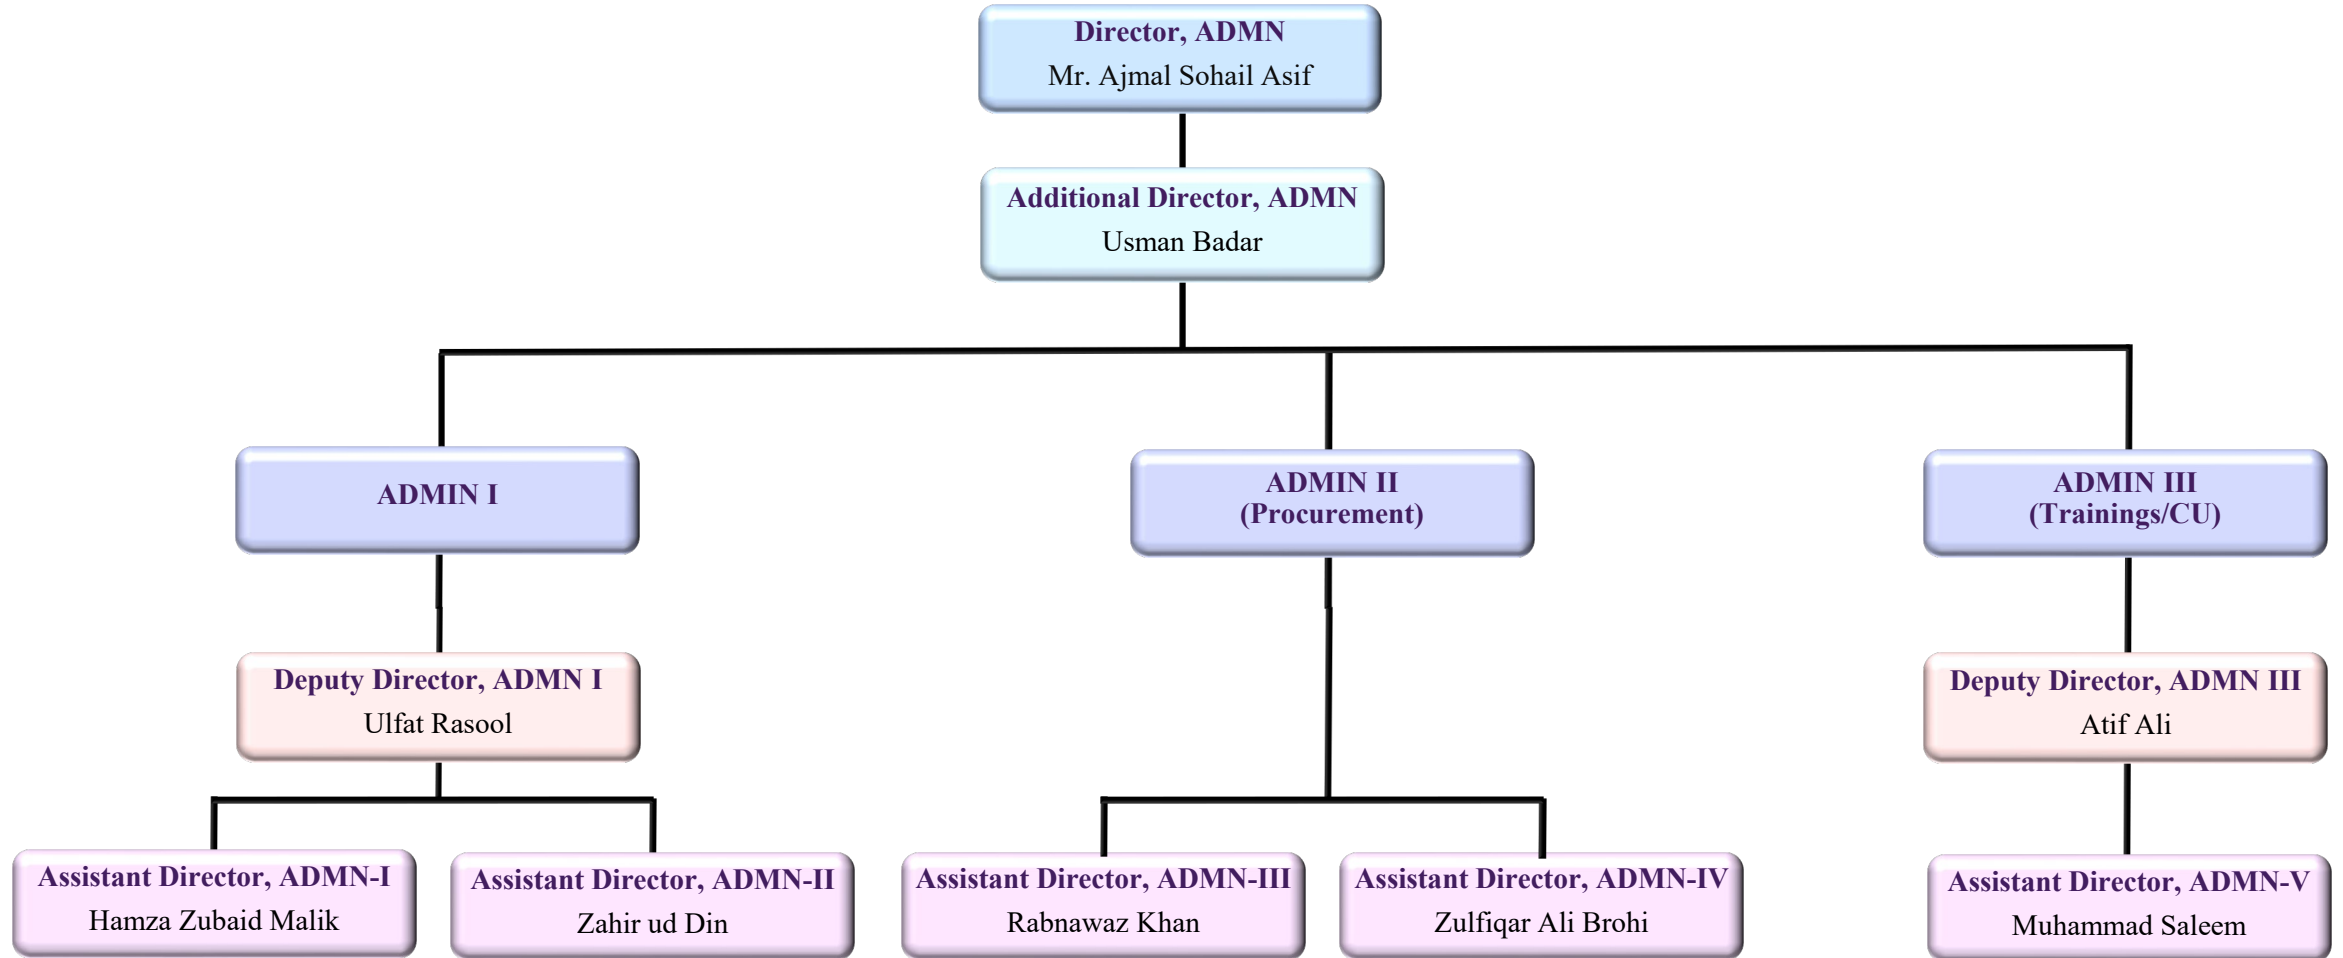 Director, ADMN
Mr. Ajmal Sohail Asif
Additional Director, ADMN
Usman Badar
ADMIN I
ADMIN II
(Procurement)
ADMIN III
(Trainings/CU)
Deputy Director, ADMN I
Ulfat Rasool
Deputy Director, ADMN III
Atif Ali
Assistant Director, ADMN-I
Hamza Zubaid Malik
Assistant Director, ADMN-II
Zahir ud Din
Assistant Director, ADMN-III
Rabnawaz Khan
Assistant Director, ADMN-IV
Zulfiqar Ali Brohi
Assistant Director, ADMN-V
Muhammad Saleem